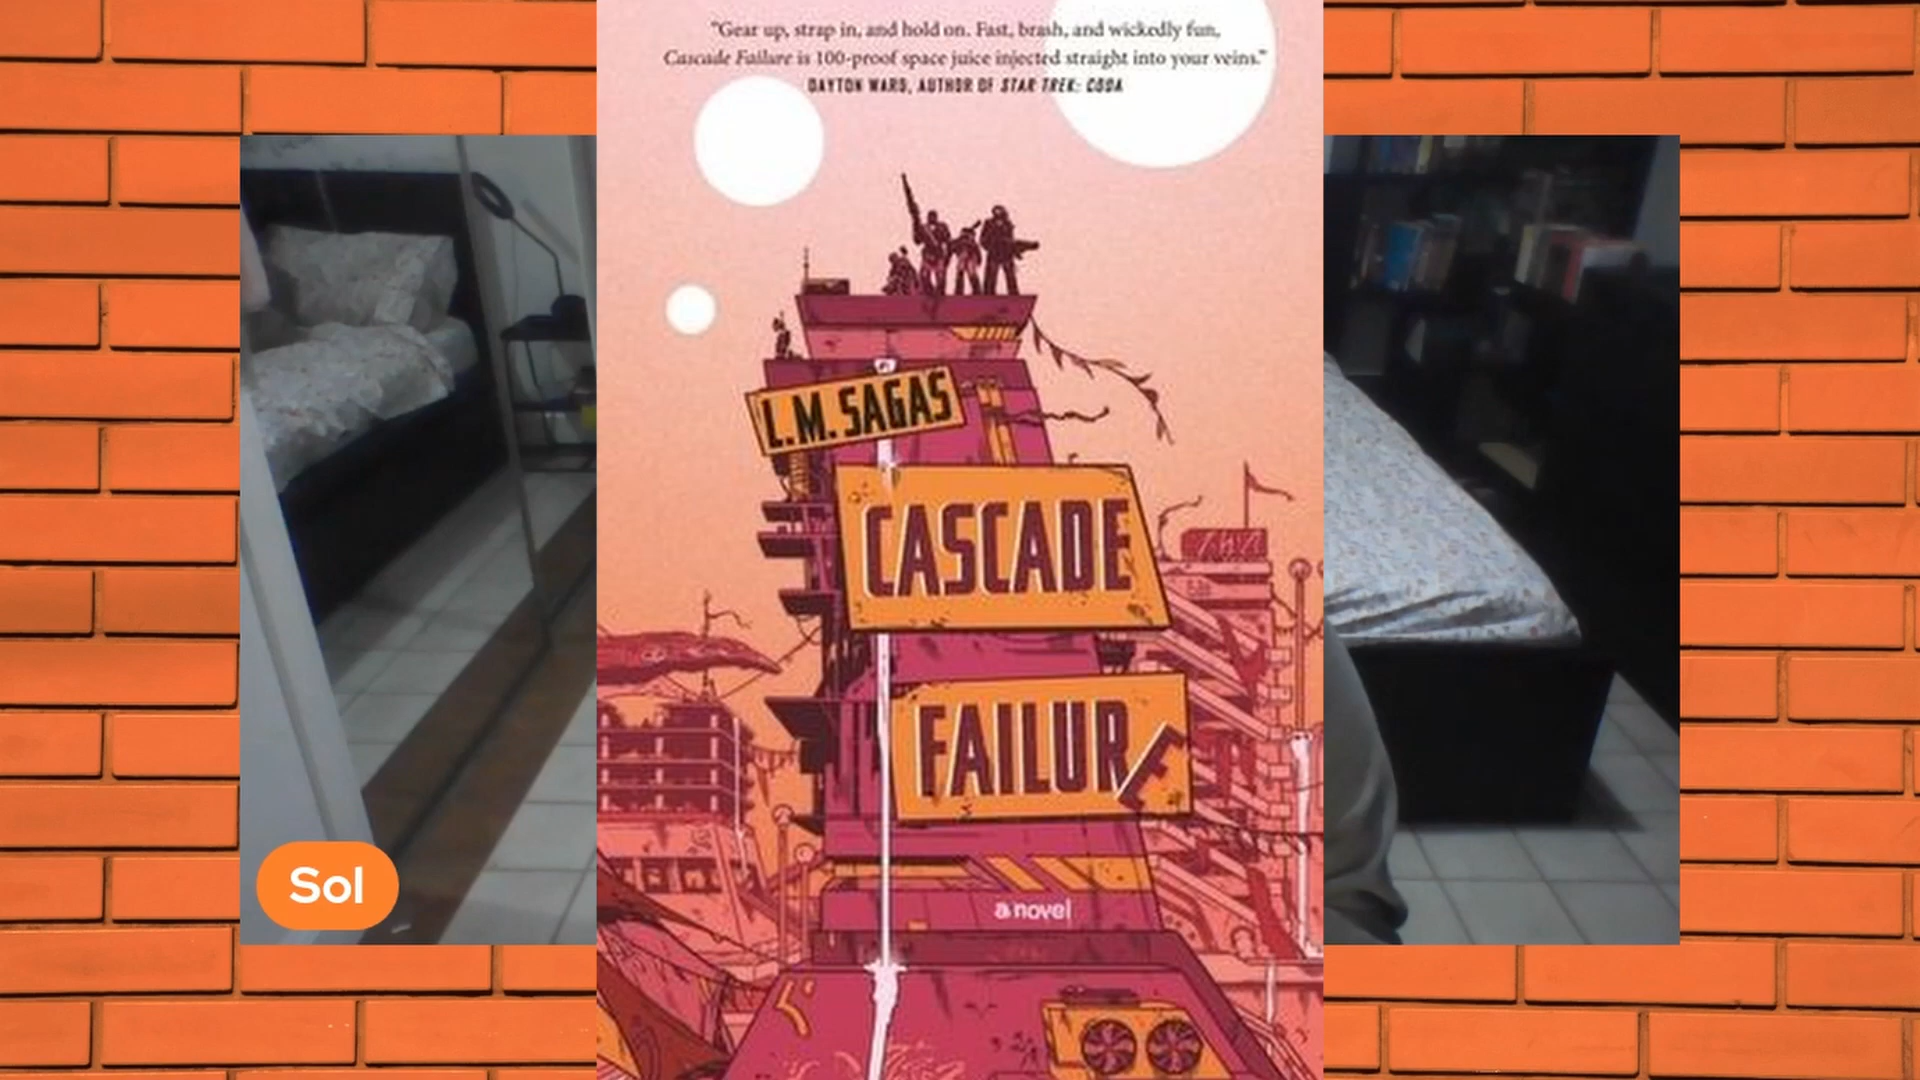 "Gear up, strap in, and hold on. Fast, brash, and wickedly fun,
Cascade Failure is 100-proof space juice injected straight into your veins."
DAYTON WARD, AUTHOR OF STAR TREK: CODA
L.M. SAGAS
CASCADE
FAILURE
a novel
Sol